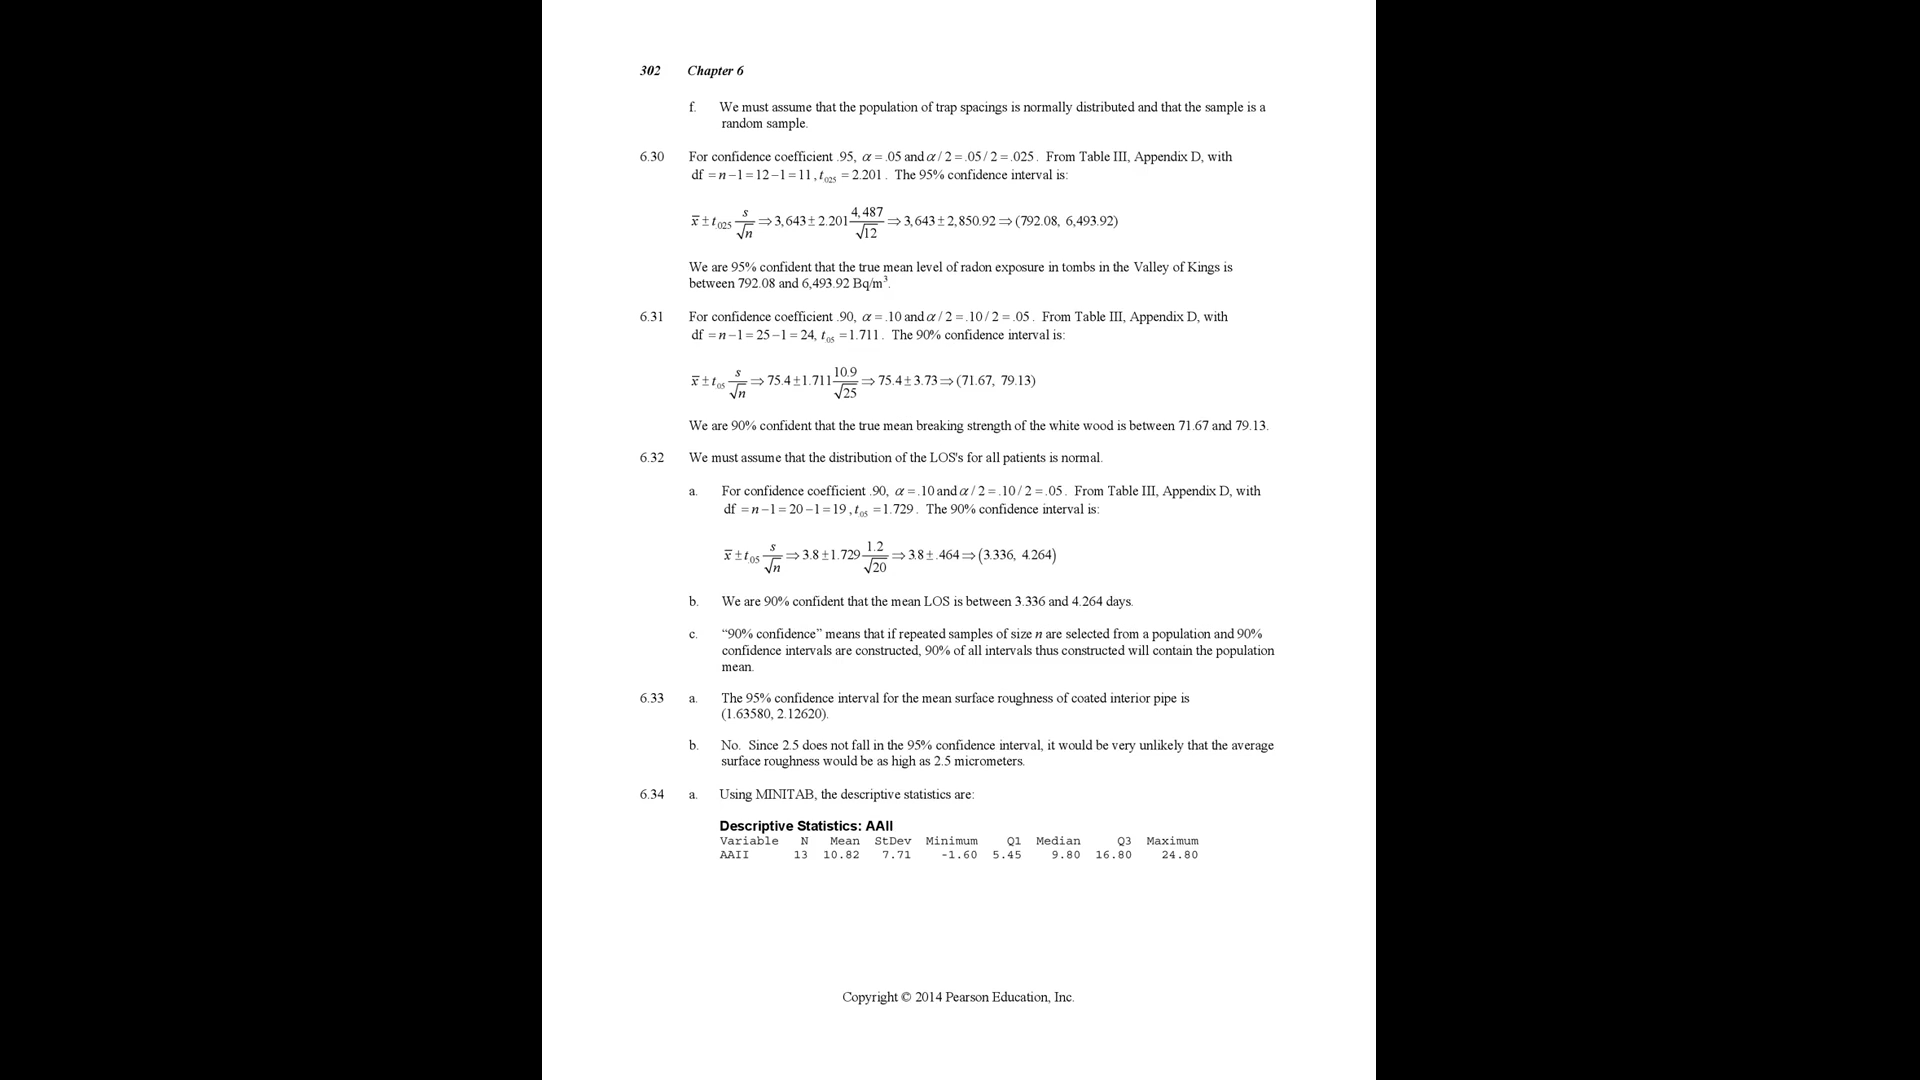 302 Chapter 6
f. We must assume that the population of trap spacings is normally distributed and that the sample is a
random sample.
6.30 For confidence coefficient .95, α = .05 and α / 2 = .05 / 2 = .025. From Table III, Appendix D, with
df = n − 1 = 12 − 1 = 11, t.025 = 2.201. The 95% confidence interval is:
x̄ ± t.025 s/√n ⇒ 3,643 ± 2.201 4,487/√12 ⇒ 3,643 ± 2,850.92 ⇒ (792.08, 6,493.92)
We are 95% confident that the true mean level of radon exposure in tombs in the Valley of Kings is
between 792.08 and 6,493.92 Bq/m³.
6.31 For confidence coefficient .90, α = .10 and α / 2 = .10 / 2 = .05. From Table III, Appendix D, with
df = n − 1 = 25 − 1 = 24, t.05 = 1.711. The 90% confidence interval is:
x̄ ± t.05 s/√n ⇒ 75.4 ± 1.711 10.9/√25 ⇒ 75.4 ± 3.73 ⇒ (71.67, 79.13)
We are 90% confident that the true mean breaking strength of the white wood is between 71.67 and 79.13.
6.32 We must assume that the distribution of the LOS's for all patients is normal.
a. For confidence coefficient .90, α = .10 and α / 2 = .10 / 2 = .05. From Table III, Appendix D, with
df = n − 1 = 20 − 1 = 19, t.05 = 1.729. The 90% confidence interval is:
x̄ ± t.05 s/√n ⇒ 3.8 ± 1.729 1.2/√20 ⇒ 3.8 ± .464 ⇒ (3.336, 4.264)
b. We are 90% confident that the mean LOS is between 3.336 and 4.264 days.
c. “90% confidence” means that if repeated samples of size n are selected from a population and 90%
confidence intervals are constructed, 90% of all intervals thus constructed will contain the population
mean.
6.33 a. The 95% confidence interval for the mean surface roughness of coated interior pipe is
(1.63580, 2.12620).
b. No. Since 2.5 does not fall in the 95% confidence interval, it would be very unlikely that the average
surface roughness would be as high as 2.5 micrometers.
6.34 a. Using MINITAB, the descriptive statistics are:
Descriptive Statistics: AAII
Variable N Mean StDev Minimum Q1 Median Q3 Maximum
AAII 13 10.82 7.71 -1.60 5.45 9.80 16.80 24.80
Copyright © 2014 Pearson Education, Inc.